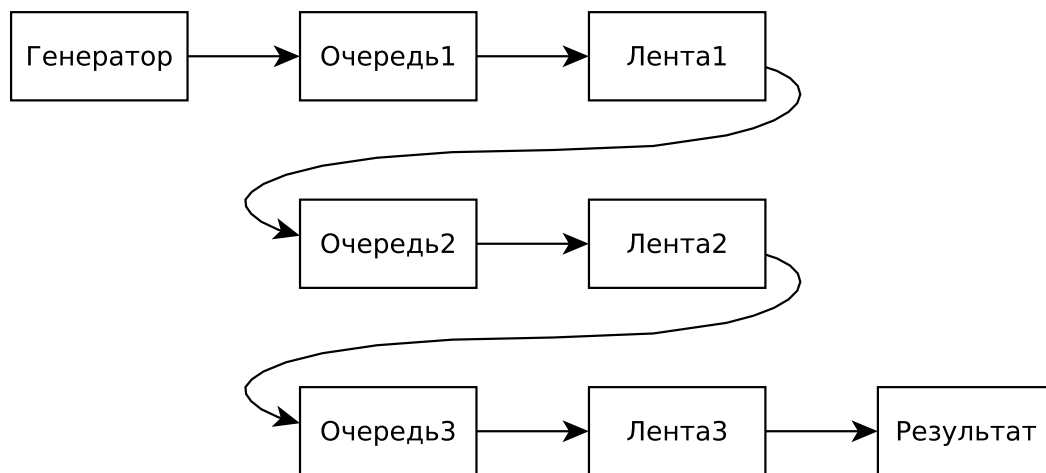 Генератор
Очередь1
Лента1
Очередь2
Лента2
Очередь3
Лента3
Результат